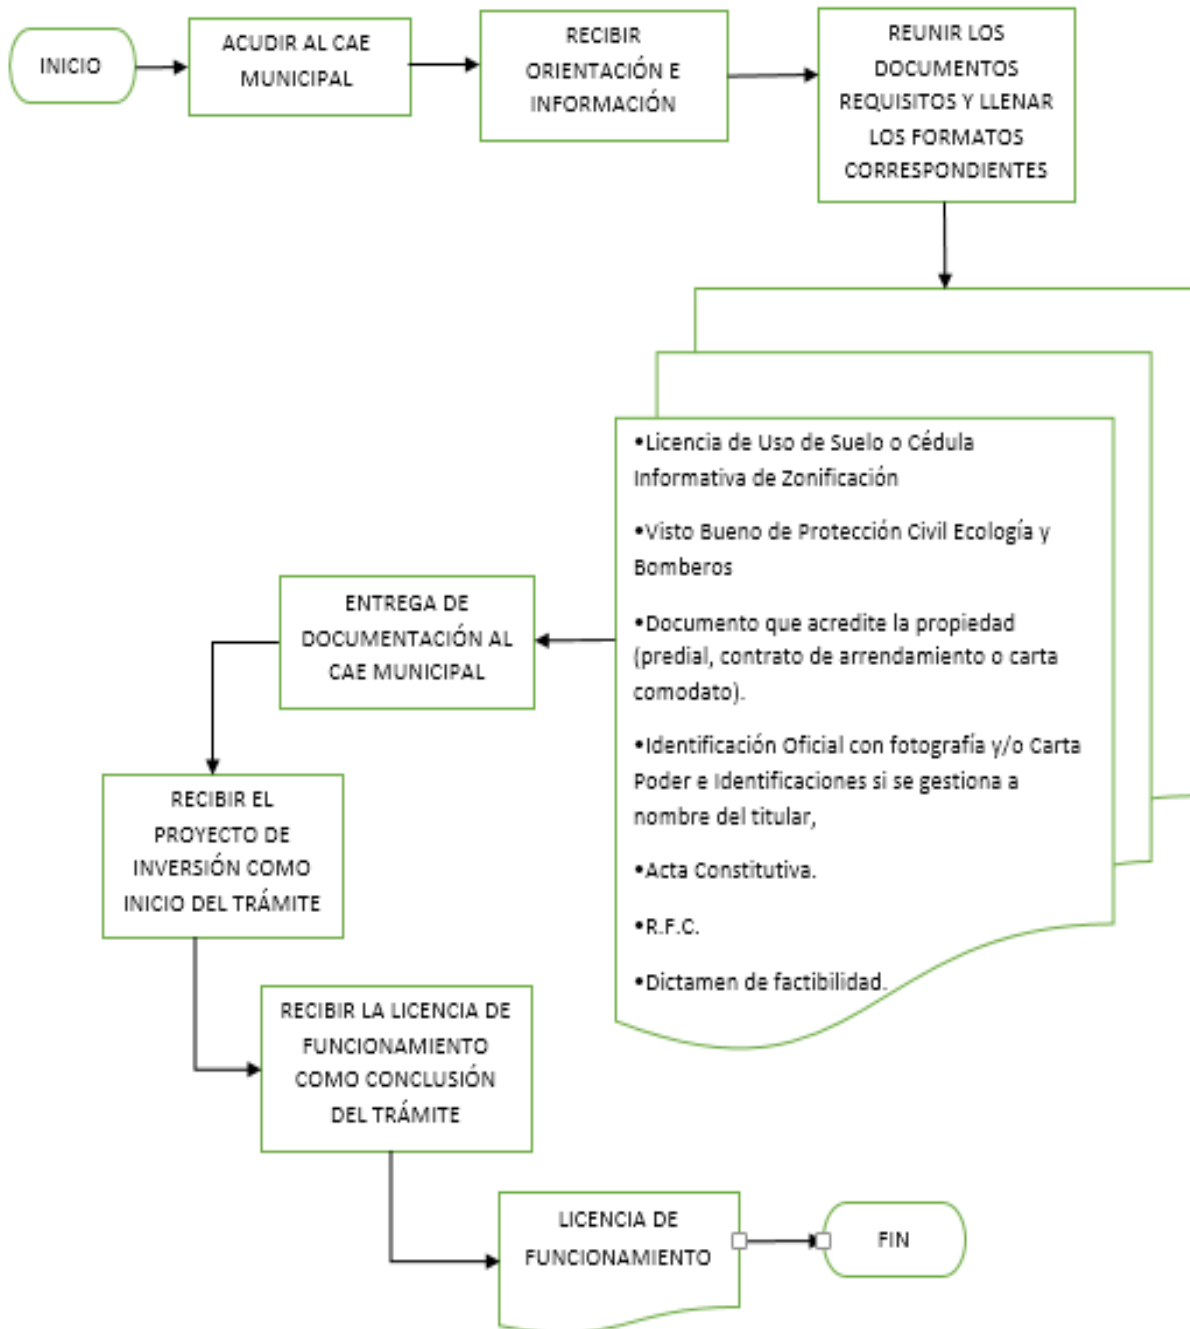 INICIO
ACUDIR AL CAE
MUNICIPAL
RECIBIR
ORIENTACIÓN E
INFORMACIÓN
REUNIR LOS
DOCUMENTOS
REQUISITOS Y LLENAR
LOS FORMATOS
CORRESPONDIENTES
•Licencia de Uso de Suelo o Cédula
Informativa de Zonificación
•Visto Bueno de Protección Civil Ecología y
Bomberos
•Documento que acredite la propiedad
(predial, contrato de arrendamiento o carta
comodato).
•Identificación Oficial con fotografía y/o Carta
Poder e Identificaciones si se gestiona a
nombre del titular,
•Acta Constitutiva.
•R.F.C.
•Dictamen de factibilidad.
ENTREGA DE
DOCUMENTACIÓN AL
CAE MUNICIPAL
RECIBIR EL
PROYECTO DE
INVERSIÓN COMO
INICIO DEL TRÁMITE
RECIBIR LA LICENCIA DE
FUNCIONAMIENTO
COMO CONCLUSIÓN
DEL TRÁMITE
LICENCIA DE
FUNCIONAMIENTO
FIN